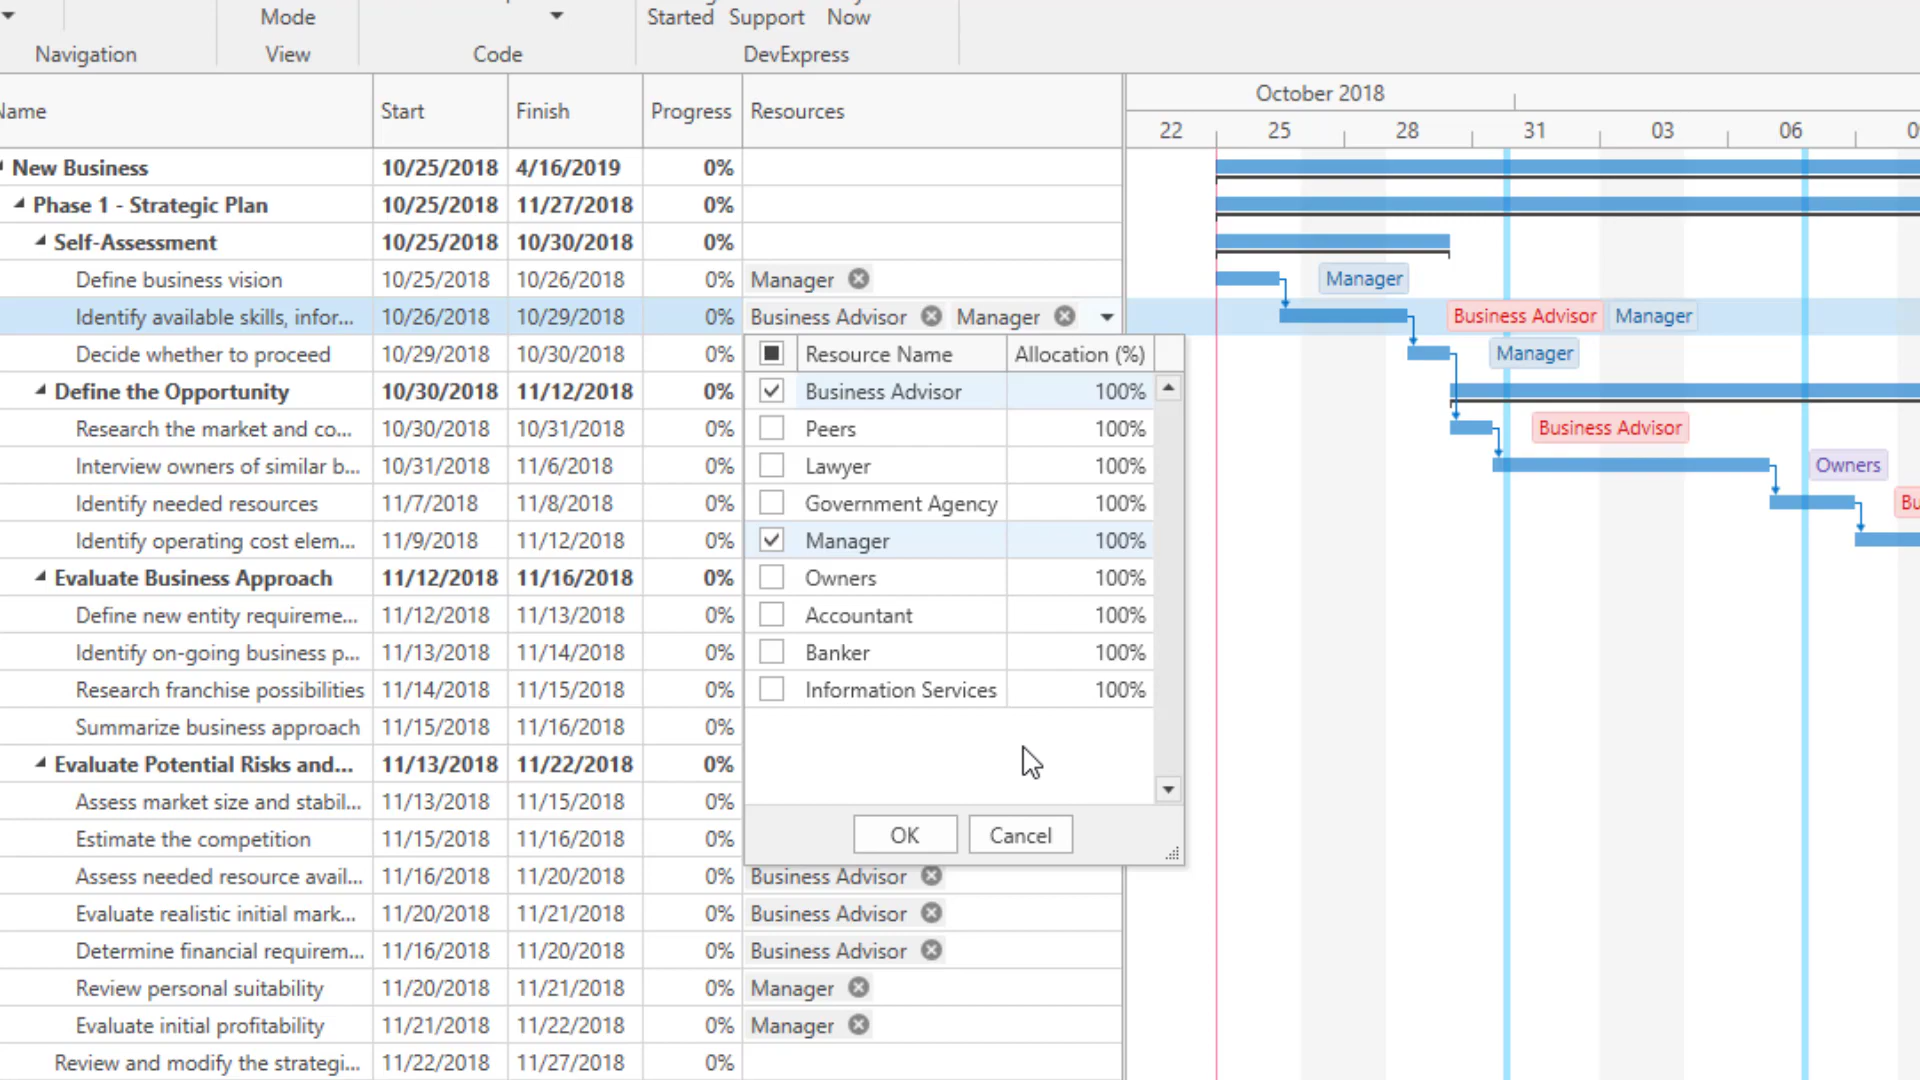 Mode
Started Support Now
Navigation View Code DevExpress
October 2018
Name Start Finish Progress Resources
22 25 28 31 03 06
New Business 10/25/2018 4/16/2019 0%
Phase 1 - Strategic Plan 10/25/2018 11/27/2018 0%
Self-Assessment 10/25/2018 10/30/2018 0%
Define business vision 10/25/2018 10/26/2018 0% Manager Manager
Identify available skills, infor... 10/26/2018 10/29/2018 0% Business Advisor Manager Business Advisor Manager
Decide whether to proceed 10/29/2018 10/30/2018 0% Resource Name Allocation (%) Manager
Define the Opportunity 10/30/2018 11/12/2018 0% Business Advisor 100%
Research the market and co... 10/30/2018 10/31/2018 0% Peers 100% Business Advisor
Interview owners of similar b... 10/31/2018 11/6/2018 0% Lawyer 100% Owners
Identify needed resources 11/7/2018 11/8/2018 0% Government Agency 100% Bu
Identify operating cost elem... 11/9/2018 11/12/2018 0% Manager 100%
Evaluate Business Approach 11/12/2018 11/16/2018 0% Owners 100%
Define new entity requireme... 11/12/2018 11/13/2018 0% Accountant 100%
Identify on-going business p... 11/13/2018 11/14/2018 0% Banker 100%
Research franchise possibilities 11/14/2018 11/15/2018 0% Information Services 100%
Summarize business approach 11/15/2018 11/16/2018 0%
Evaluate Potential Risks and... 11/13/2018 11/22/2018 0%
Assess market size and stabil... 11/13/2018 11/15/2018 0%
Estimate the competition 11/15/2018 11/16/2018 0% OK Cancel
Assess needed resource avail... 11/16/2018 11/20/2018 0% Business Advisor
Evaluate realistic initial mark... 11/20/2018 11/21/2018 0% Business Advisor
Determine financial requirem... 11/16/2018 11/20/2018 0% Business Advisor
Review personal suitability 11/20/2018 11/21/2018 0% Manager
Evaluate initial profitability 11/21/2018 11/22/2018 0% Manager
Review and modify the strategi... 11/22/2018 11/27/2018 0%